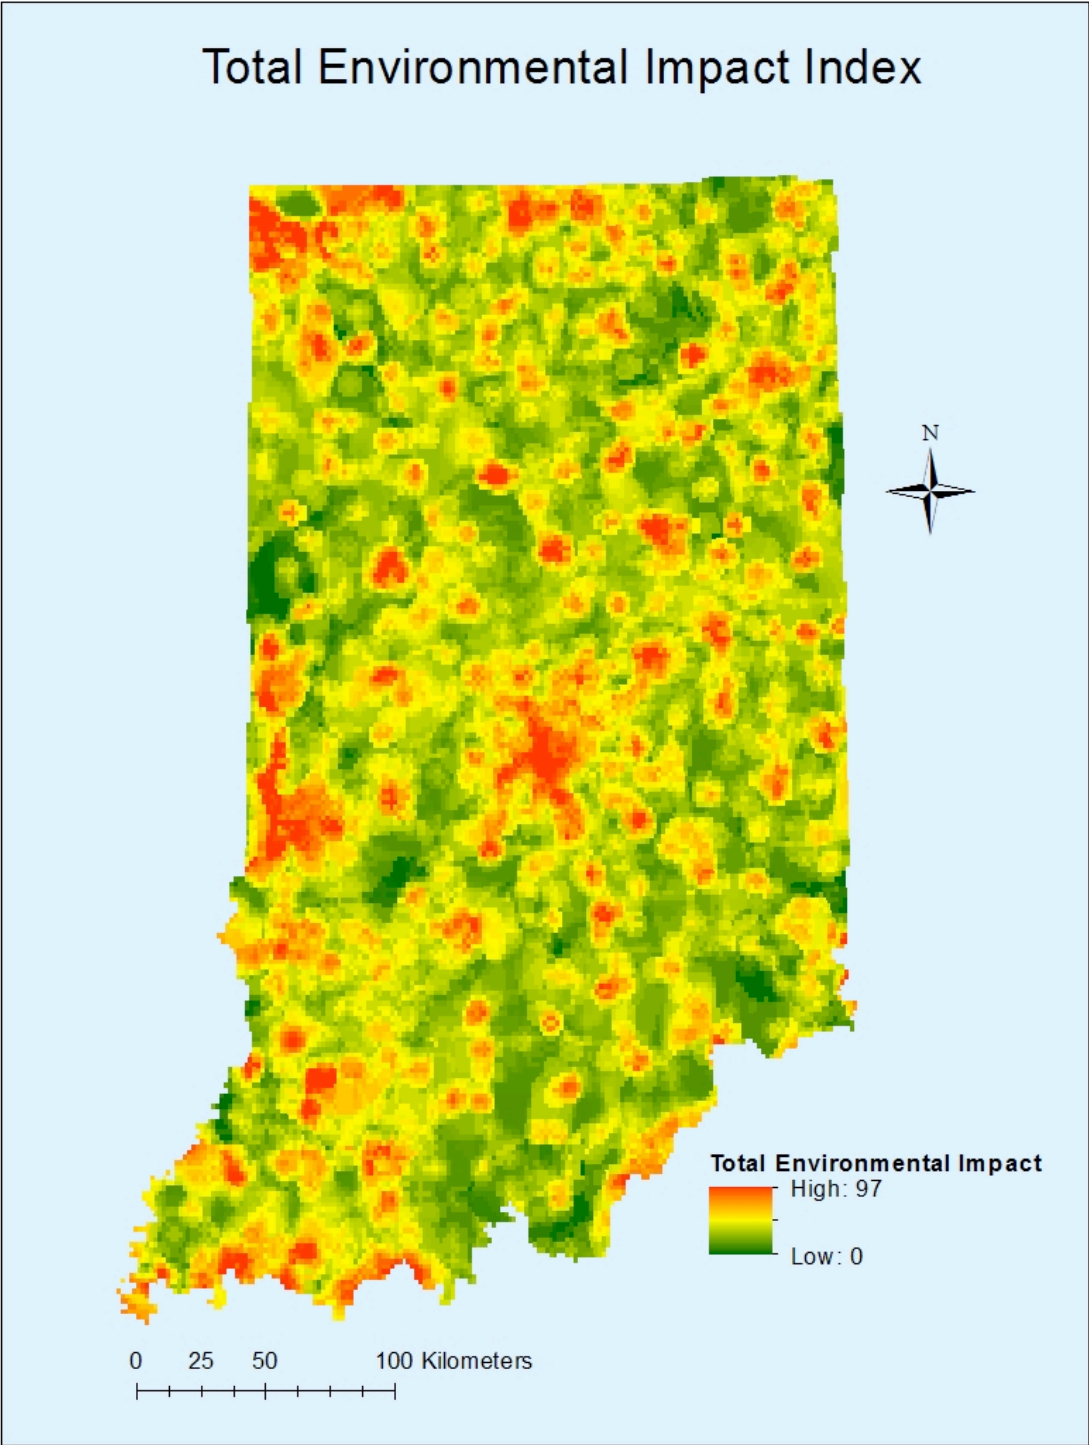 Total Environmental Impact Index
N
Total Environmental Impact
High: 97
Low: 0
0 25 50 100 Kilometers